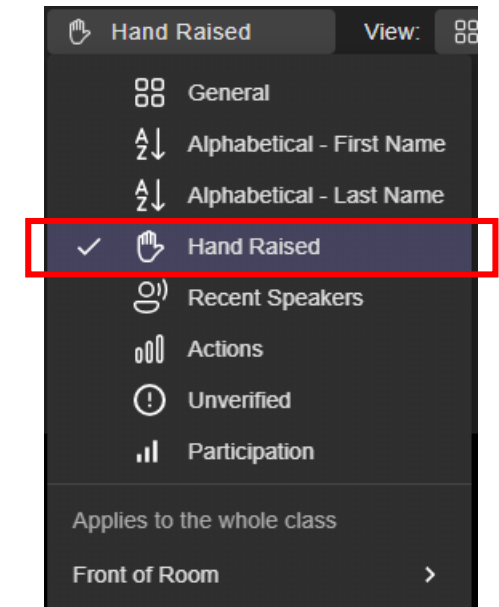 Hand Raised View:
General
Alphabetical - First Name
Alphabetical - Last Name
Hand Raised
Recent Speakers
Actions
Unverified
Participation
Applies to the whole class
Front of Room